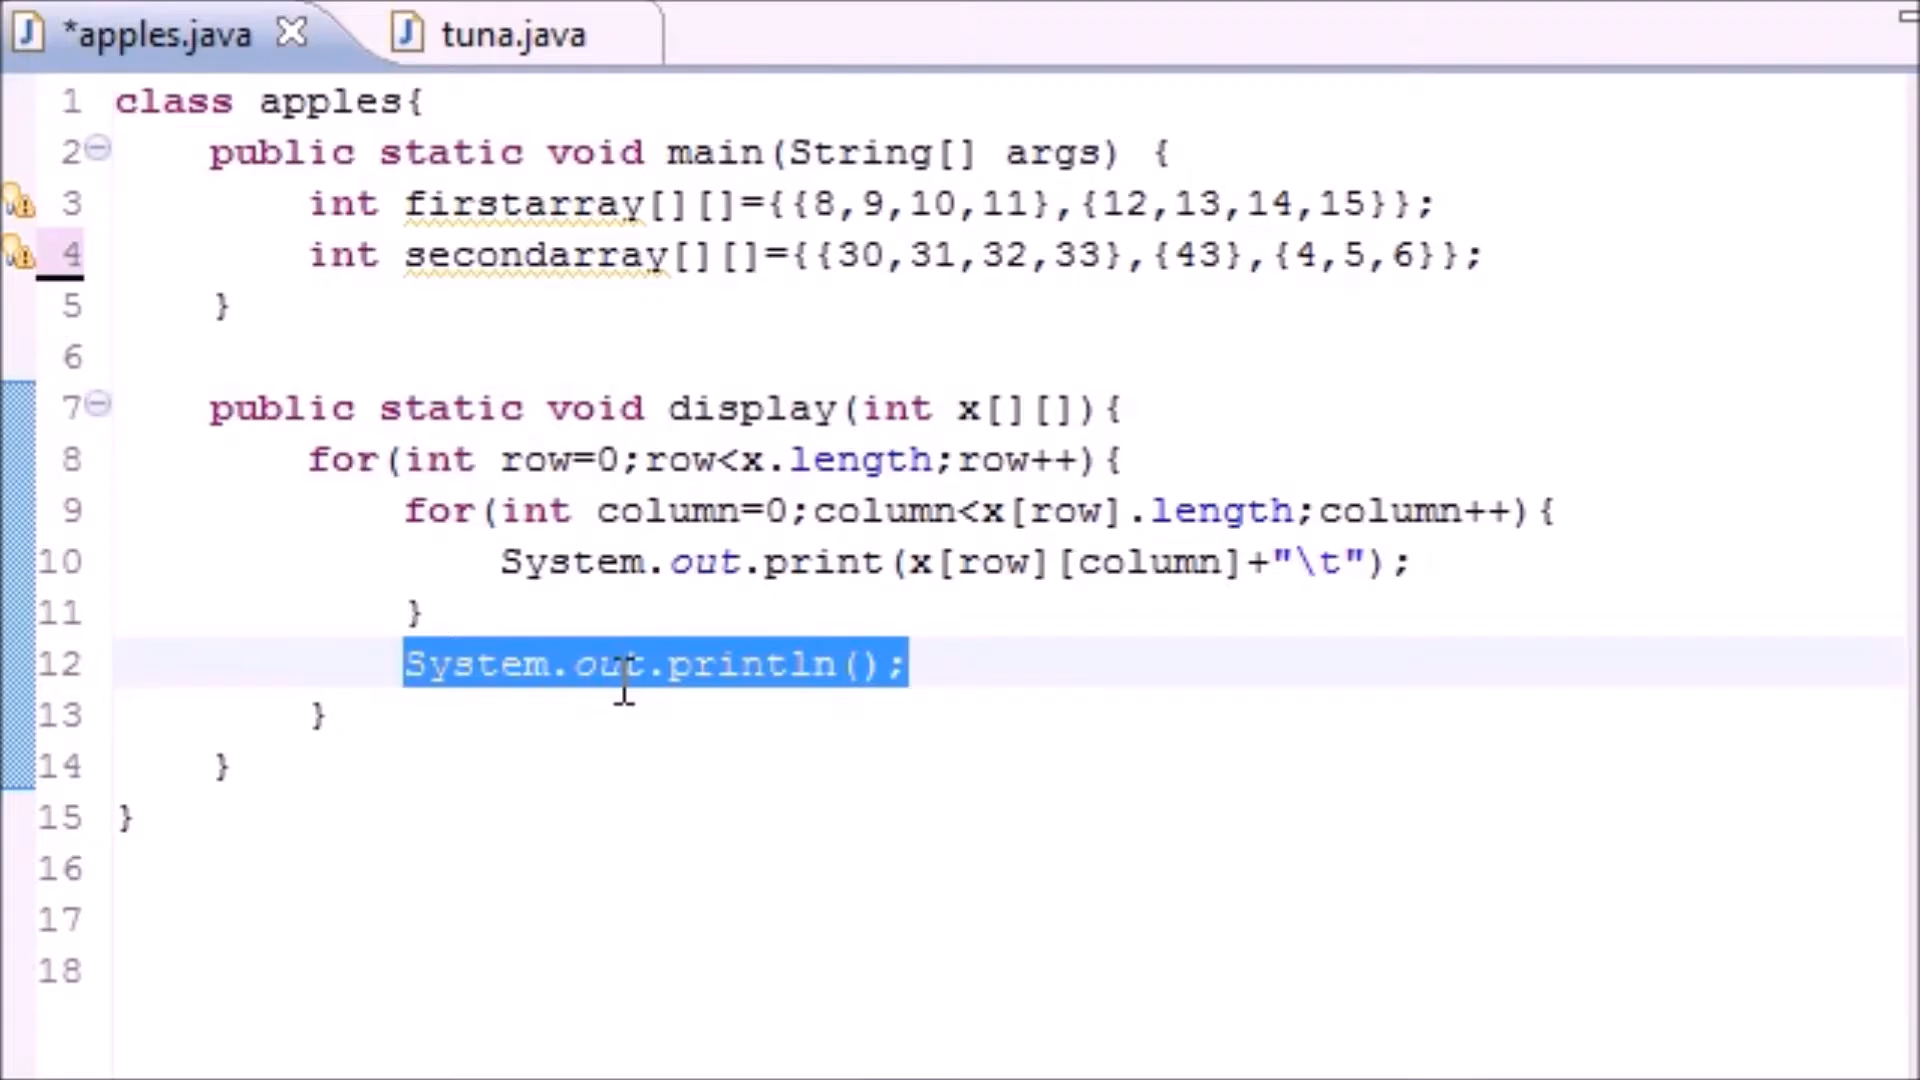 *apples.java tuna.java
1 class apples{
2 public static void main(String[] args) {
3 int firstarray[][]={{8,9,10,11},{12,13,14,15}};
4 int secondarray[][]={{30,31,32,33},{43},{4,5,6}};
5 }
6
7 public static void display(int x[][]){
8 for(int row=0;row<x.length;row++){
9 for(int column=0;column<x[row].length;column++){
10 System.out.print(x[row][column]+"\t");
11 }
12 System.out.println();
13 }
14 }
15 }
16
17
18